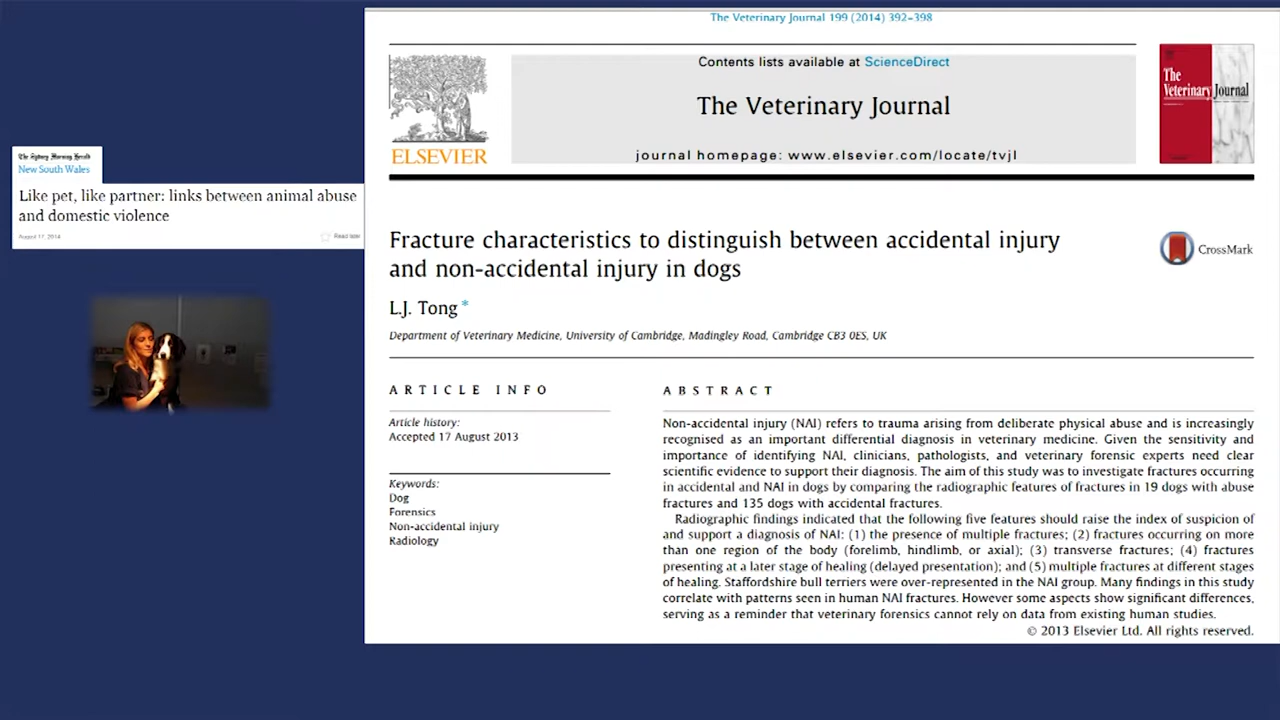 The Sydney Morning Herald
New South Wales
Like pet, like partner: links between animal abuse
and domestic violence
August 17, 2014
Read later
The Veterinary Journal 199 (2014) 392–398
Contents lists available at ScienceDirect
The Veterinary Journal
journal homepage: www.elsevier.com/locate/tvjl
ELSEVIER
The
Veterinary Journal
Fracture characteristics to distinguish between accidental injury
and non-accidental injury in dogs
CrossMark
L.J. Tong *
Department of Veterinary Medicine, University of Cambridge, Madingley Road, Cambridge CB3 0ES, UK
ARTICLE INFO
Article history:
Accepted 17 August 2013
Keywords:
Dog
Forensics
Non-accidental injury
Radiology
ABSTRACT
Non-accidental injury (NAI) refers to trauma arising from deliberate physical abuse and is increasingly
recognised as an important differential diagnosis in veterinary medicine. Given the sensitivity and
importance of identifying NAI, clinicians, pathologists, and veterinary forensic experts need clear
scientific evidence to support their diagnosis. The aim of this study was to investigate fractures occurring
in accidental and NAI in dogs by comparing the radiographic features of fractures in 19 dogs with abuse
fractures and 135 dogs with accidental fractures.
Radiographic findings indicated that the following five features should raise the index of suspicion of
and support a diagnosis of NAI: (1) the presence of multiple fractures; (2) fractures occurring on more
than one region of the body (forelimb, hindlimb, or axial); (3) transverse fractures; (4) fractures
presenting at a later stage of healing (delayed presentation); and (5) multiple fractures at different stages
of healing. Staffordshire bull terriers were over-represented in the NAI group. Many findings in this study
correlate with patterns seen in human NAI fractures. However some aspects show significant differences,
serving as a reminder that veterinary forensics cannot rely on data from existing human studies.
© 2013 Elsevier Ltd. All rights reserved.